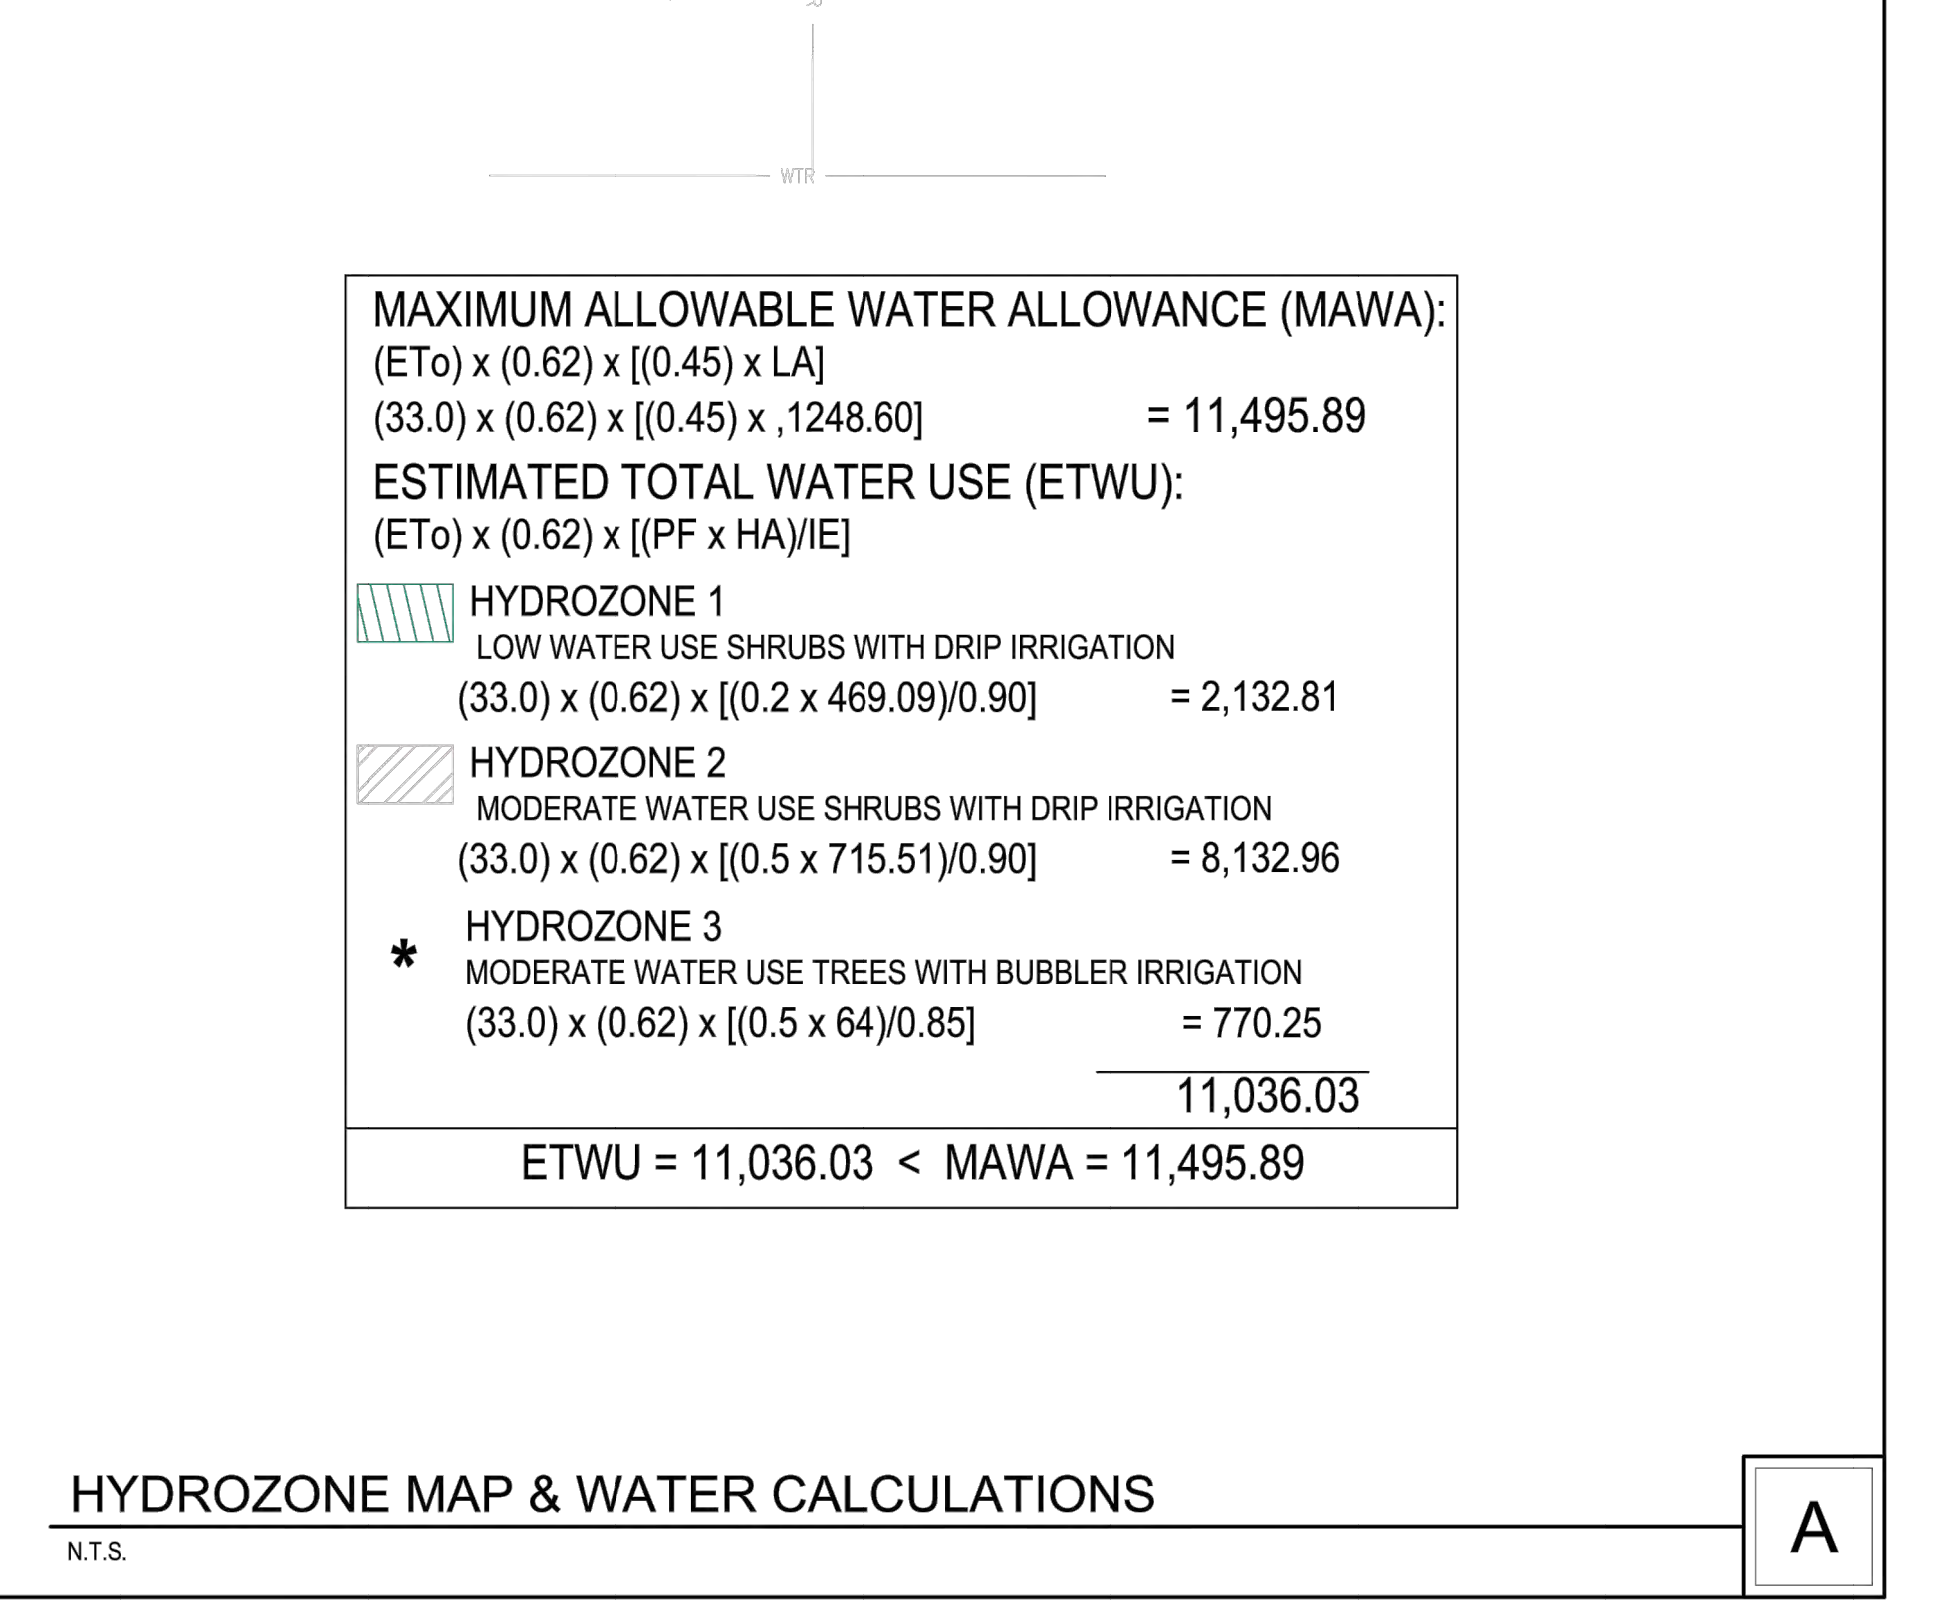 WTR
MAXIMUM ALLOWABLE WATER ALLOWANCE (MAWA):
(ETo) x (0.62) x [(0.45) x LA]
(33.0) x (0.62) x [(0.45) x ,1248.60] = 11,495.89
ESTIMATED TOTAL WATER USE (ETWU):
(ETo) x (0.62) x [(PF x HA)/IE]
HYDROZONE 1
LOW WATER USE SHRUBS WITH DRIP IRRIGATION
(33.0) x (0.62) x [(0.2 x 469.09)/0.90] = 2,132.81
HYDROZONE 2
MODERATE WATER USE SHRUBS WITH DRIP IRRIGATION
(33.0) x (0.62) x [(0.5 x 715.51)/0.90] = 8,132.96
HYDROZONE 3
* MODERATE WATER USE TREES WITH BUBBLER IRRIGATION
(33.0) x (0.62) x [(0.5 x 64)/0.85] = 770.25
11,036.03
ETWU = 11,036.03 < MAWA = 11,495.89
HYDROZONE MAP & WATER CALCULATIONS
N.T.S.
A